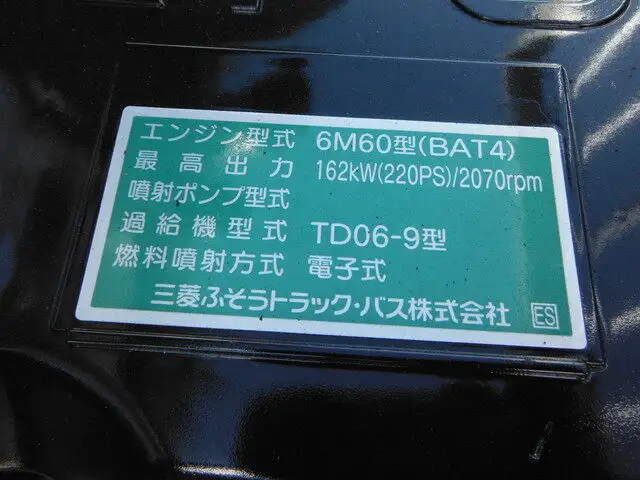 エンジン型式 6M60型(BAT4)
最高出力 162kW(220PS)/2070rpm
噴射ポンプ型式
過給機型式 TD06-9型
燃料噴射方式 電子式
三菱ふそうトラック・バス株式会社 ES